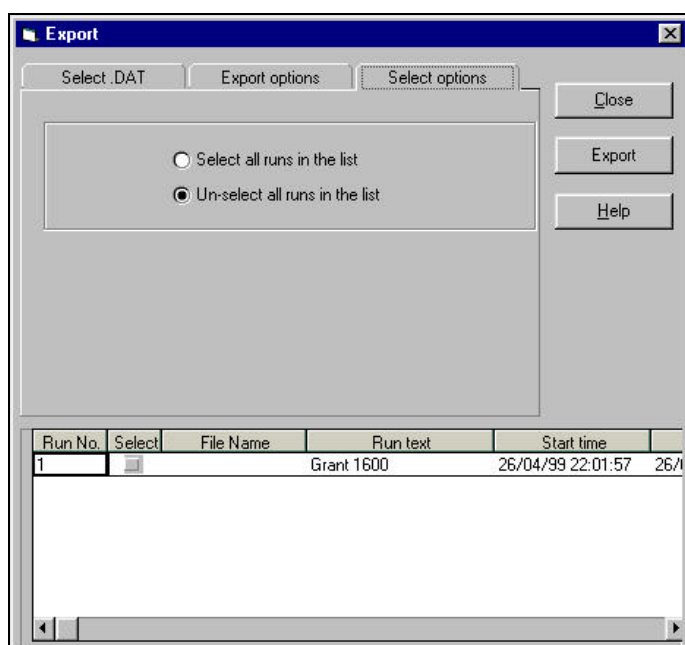 Export
Select .DAT Export options Select options
Close
Select all runs in the list
Export
Un-select all runs in the list
Help
Run No. Select File Name Run text Start time
1 Grant 1600 26/04/99 22:01:57 26/